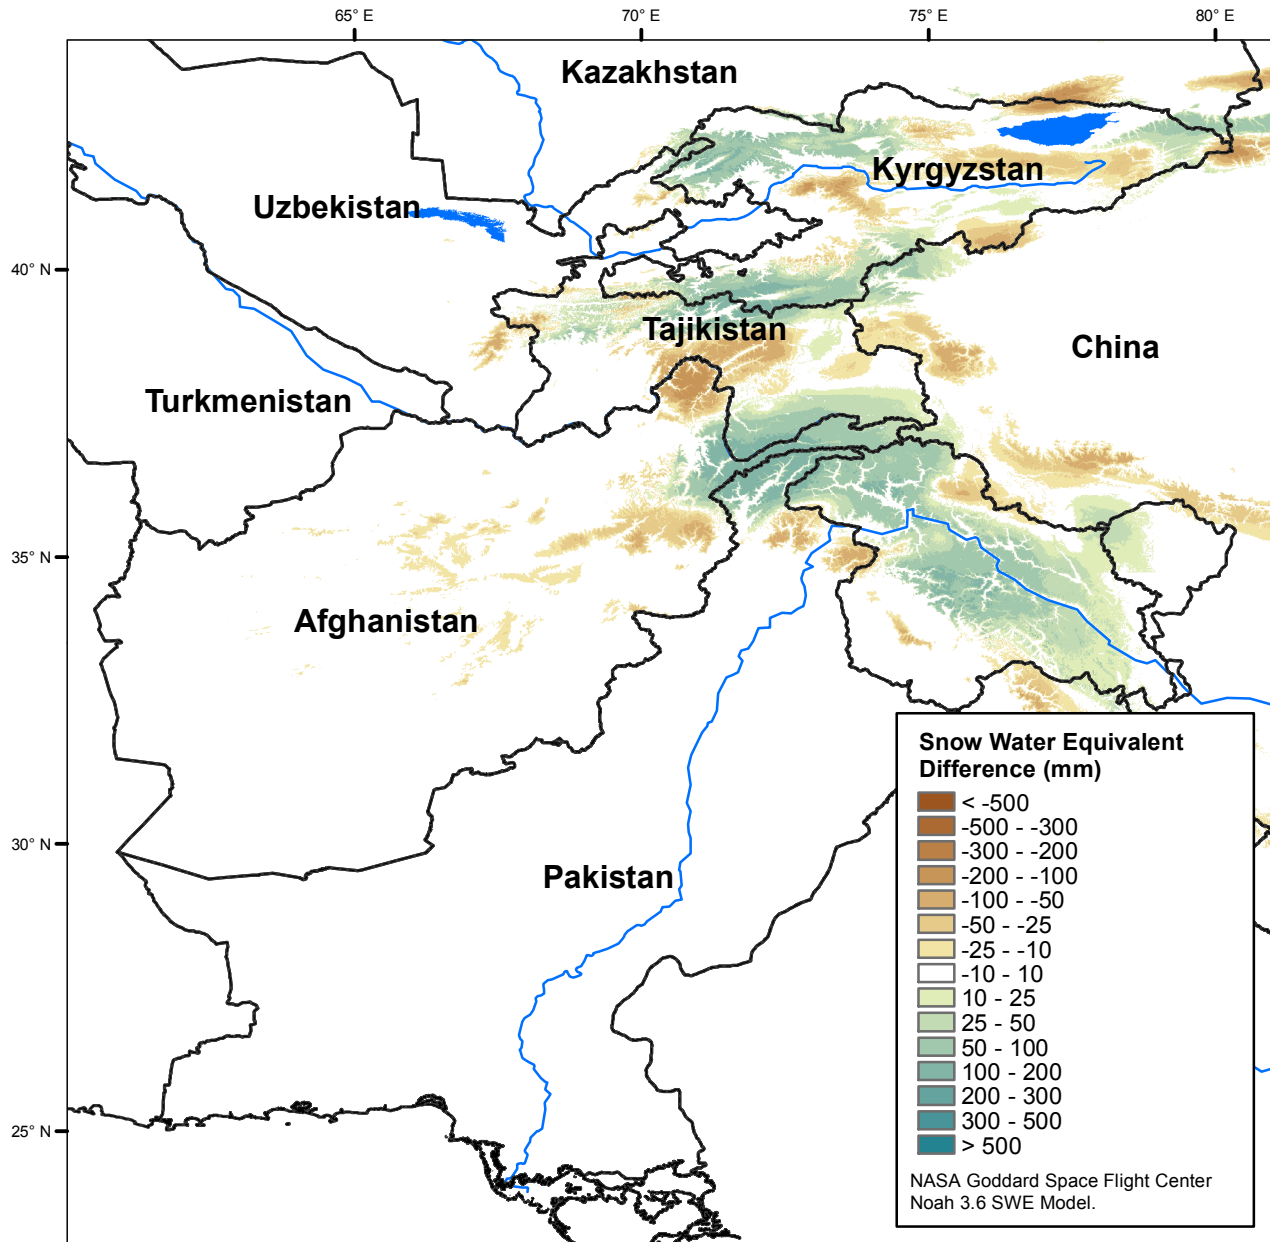 65° E
70° E
75° E
80° E
Kazakhstan
Kyrgyzstan
Uzbekistan
40° N
Tajikistan
China
Turkmenistan
35° N
Afghanistan
Snow Water Equivalent
Difference (mm)
< -500
-500 - -300
-300 - -200
-200 - -100
-100 - -50
-50 - -25
-25 - -10
-10 - 10
10 - 25
25 - 50
50 - 100
100 - 200
200 - 300
300 - 500
> 500
NASA Goddard Space Flight Center
Noah 3.6 SWE Model.
30° N
Pakistan
25° N